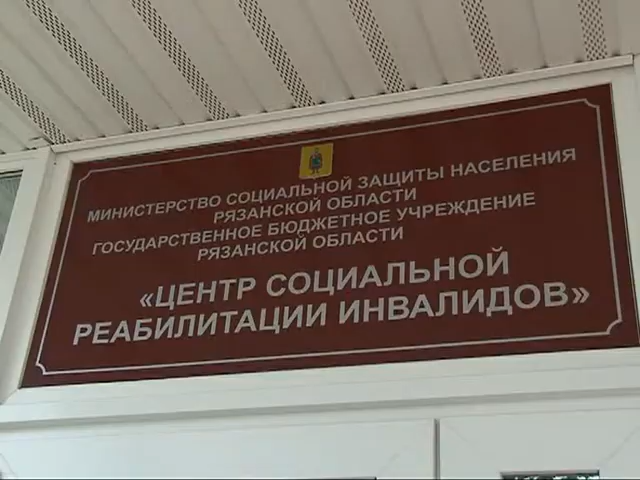 МИНИСТЕРСТВО СОЦИАЛЬНОЙ ЗАЩИТЫ НАСЕЛЕНИЯ
РЯЗАНСКОЙ ОБЛАСТИ
ГОСУДАРСТВЕННОЕ БЮДЖЕТНОЕ УЧРЕЖДЕНИЕ
РЯЗАНСКОЙ ОБЛАСТИ
«ЦЕНТР СОЦИАЛЬНОЙ
РЕАБИЛИТАЦИИ ИНВАЛИДОВ»